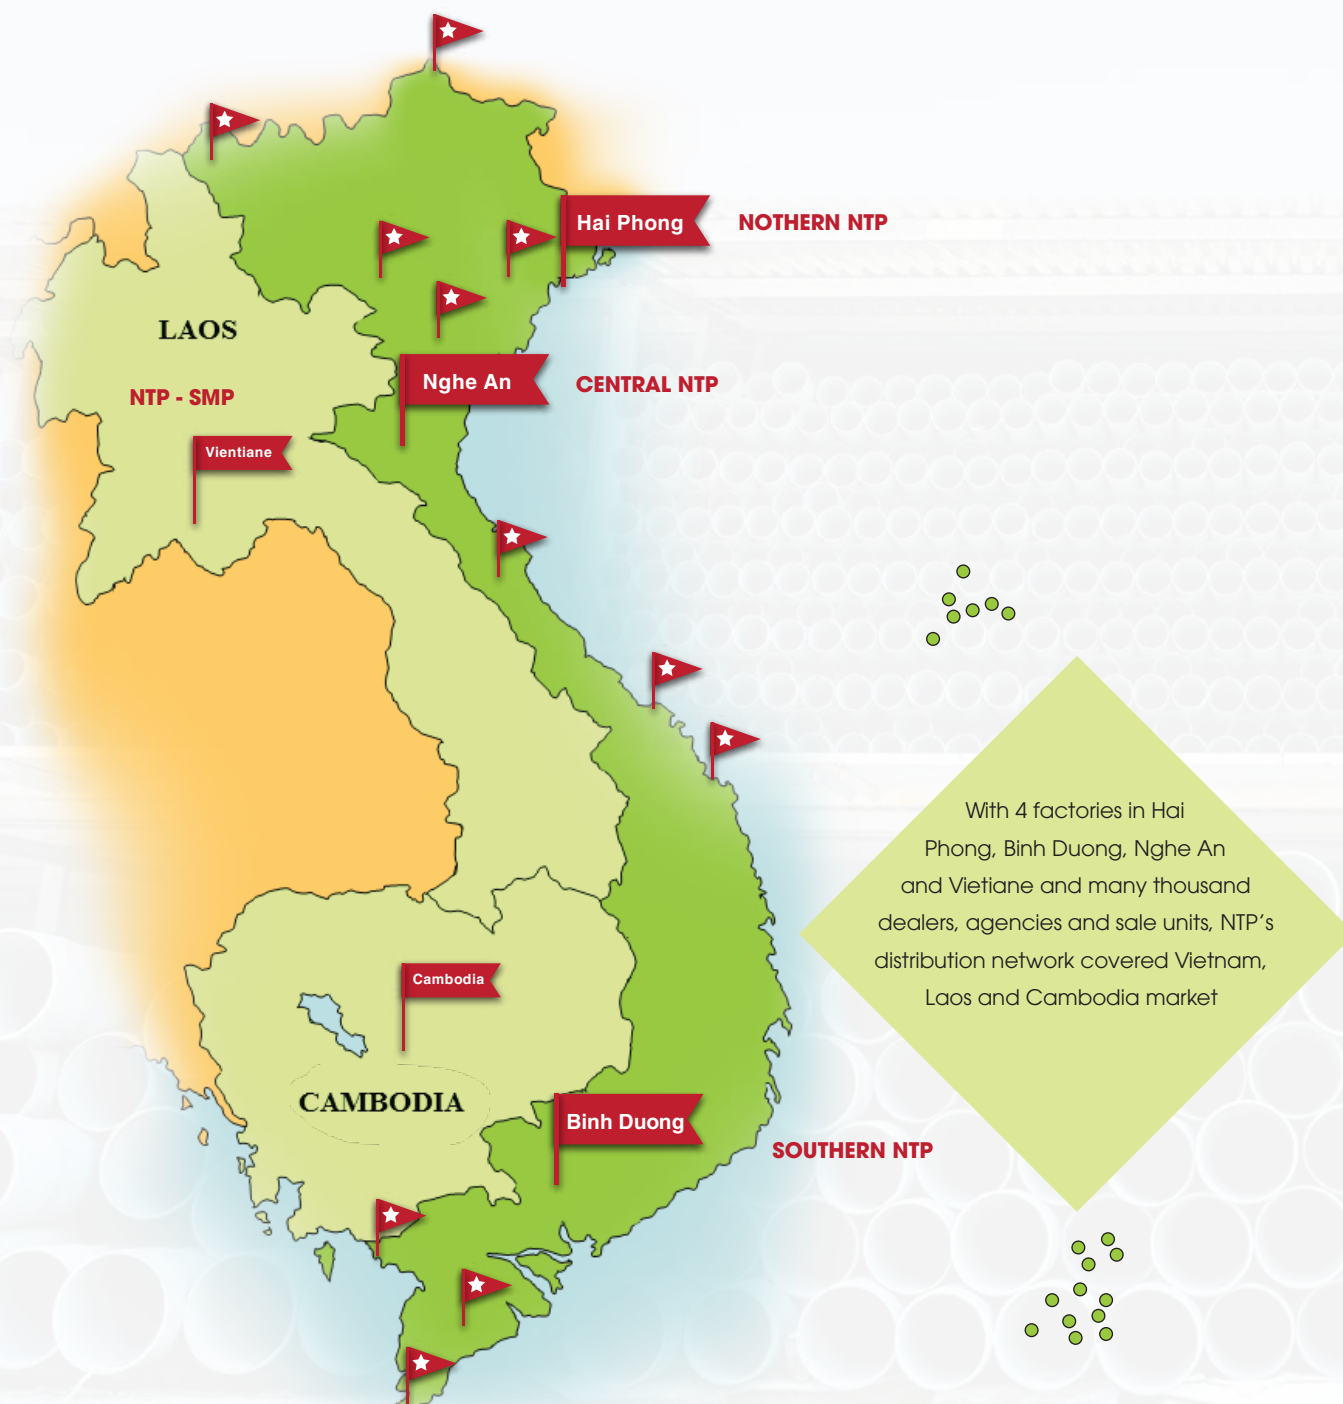 Hai Phong
NOTHERN NTP
LAOS
Nghe An
CENTRAL NTP
NTP - SMP
Vientiane
With 4 factories in Hai
Phong, Binh Duong, Nghe An
and Vietiane and many thousand
dealers, agencies and sale units, NTP's
distribution network covered Vietnam,
Laos and Cambodia market
Cambodia
CAMBODIA
Binh Duong
SOUTHERN NTP